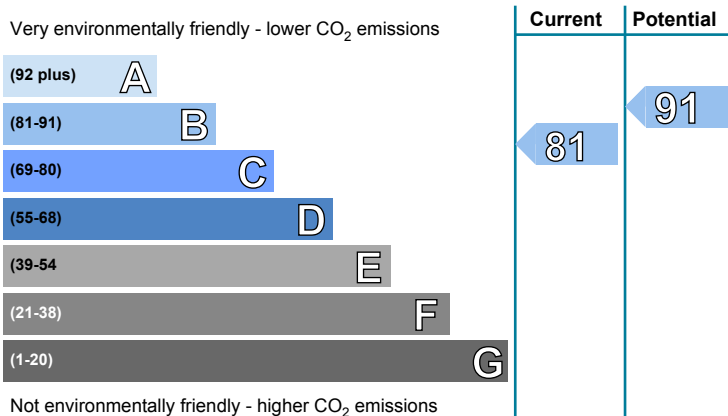 Current Potential
Very environmentally friendly - lower CO2 emissions
(92 plus) A
(81-91) B
91
(69-80) C
81
(55-68) D
(39-54 E
(21-38) F
(1-20) G
Not environmentally friendly - higher CO2 emissions